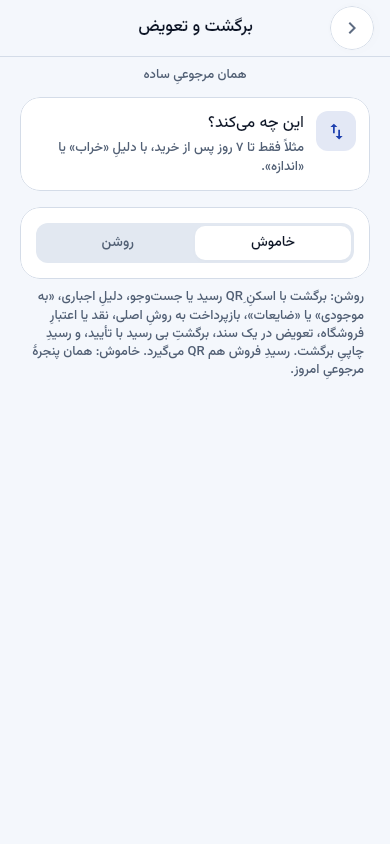 برگشت و تعویض
همان مرجوعیِ ساده
این چه می‌کند؟
مثلاً فقط تا ۷ روز پس از خرید، با دلیلِ «خراب» یا
«اندازه».
خاموش
روشن
روشن: برگشت با اسکنِ QR رسید یا جست‌وجو، دلیلِ اجباری، «به
موجودی» یا «ضایعات»، بازپرداخت به روشِ اصلی، نقد یا اعتبارِ
فروشگاه، تعویض در یک سند، برگشتِ بی رسید با تأیید، و رسیدِ
چاپیِ برگشت. رسیدِ فروش هم QR می‌گیرد. خاموش: همان پنجرهٔ
مرجوعیِ امروز.